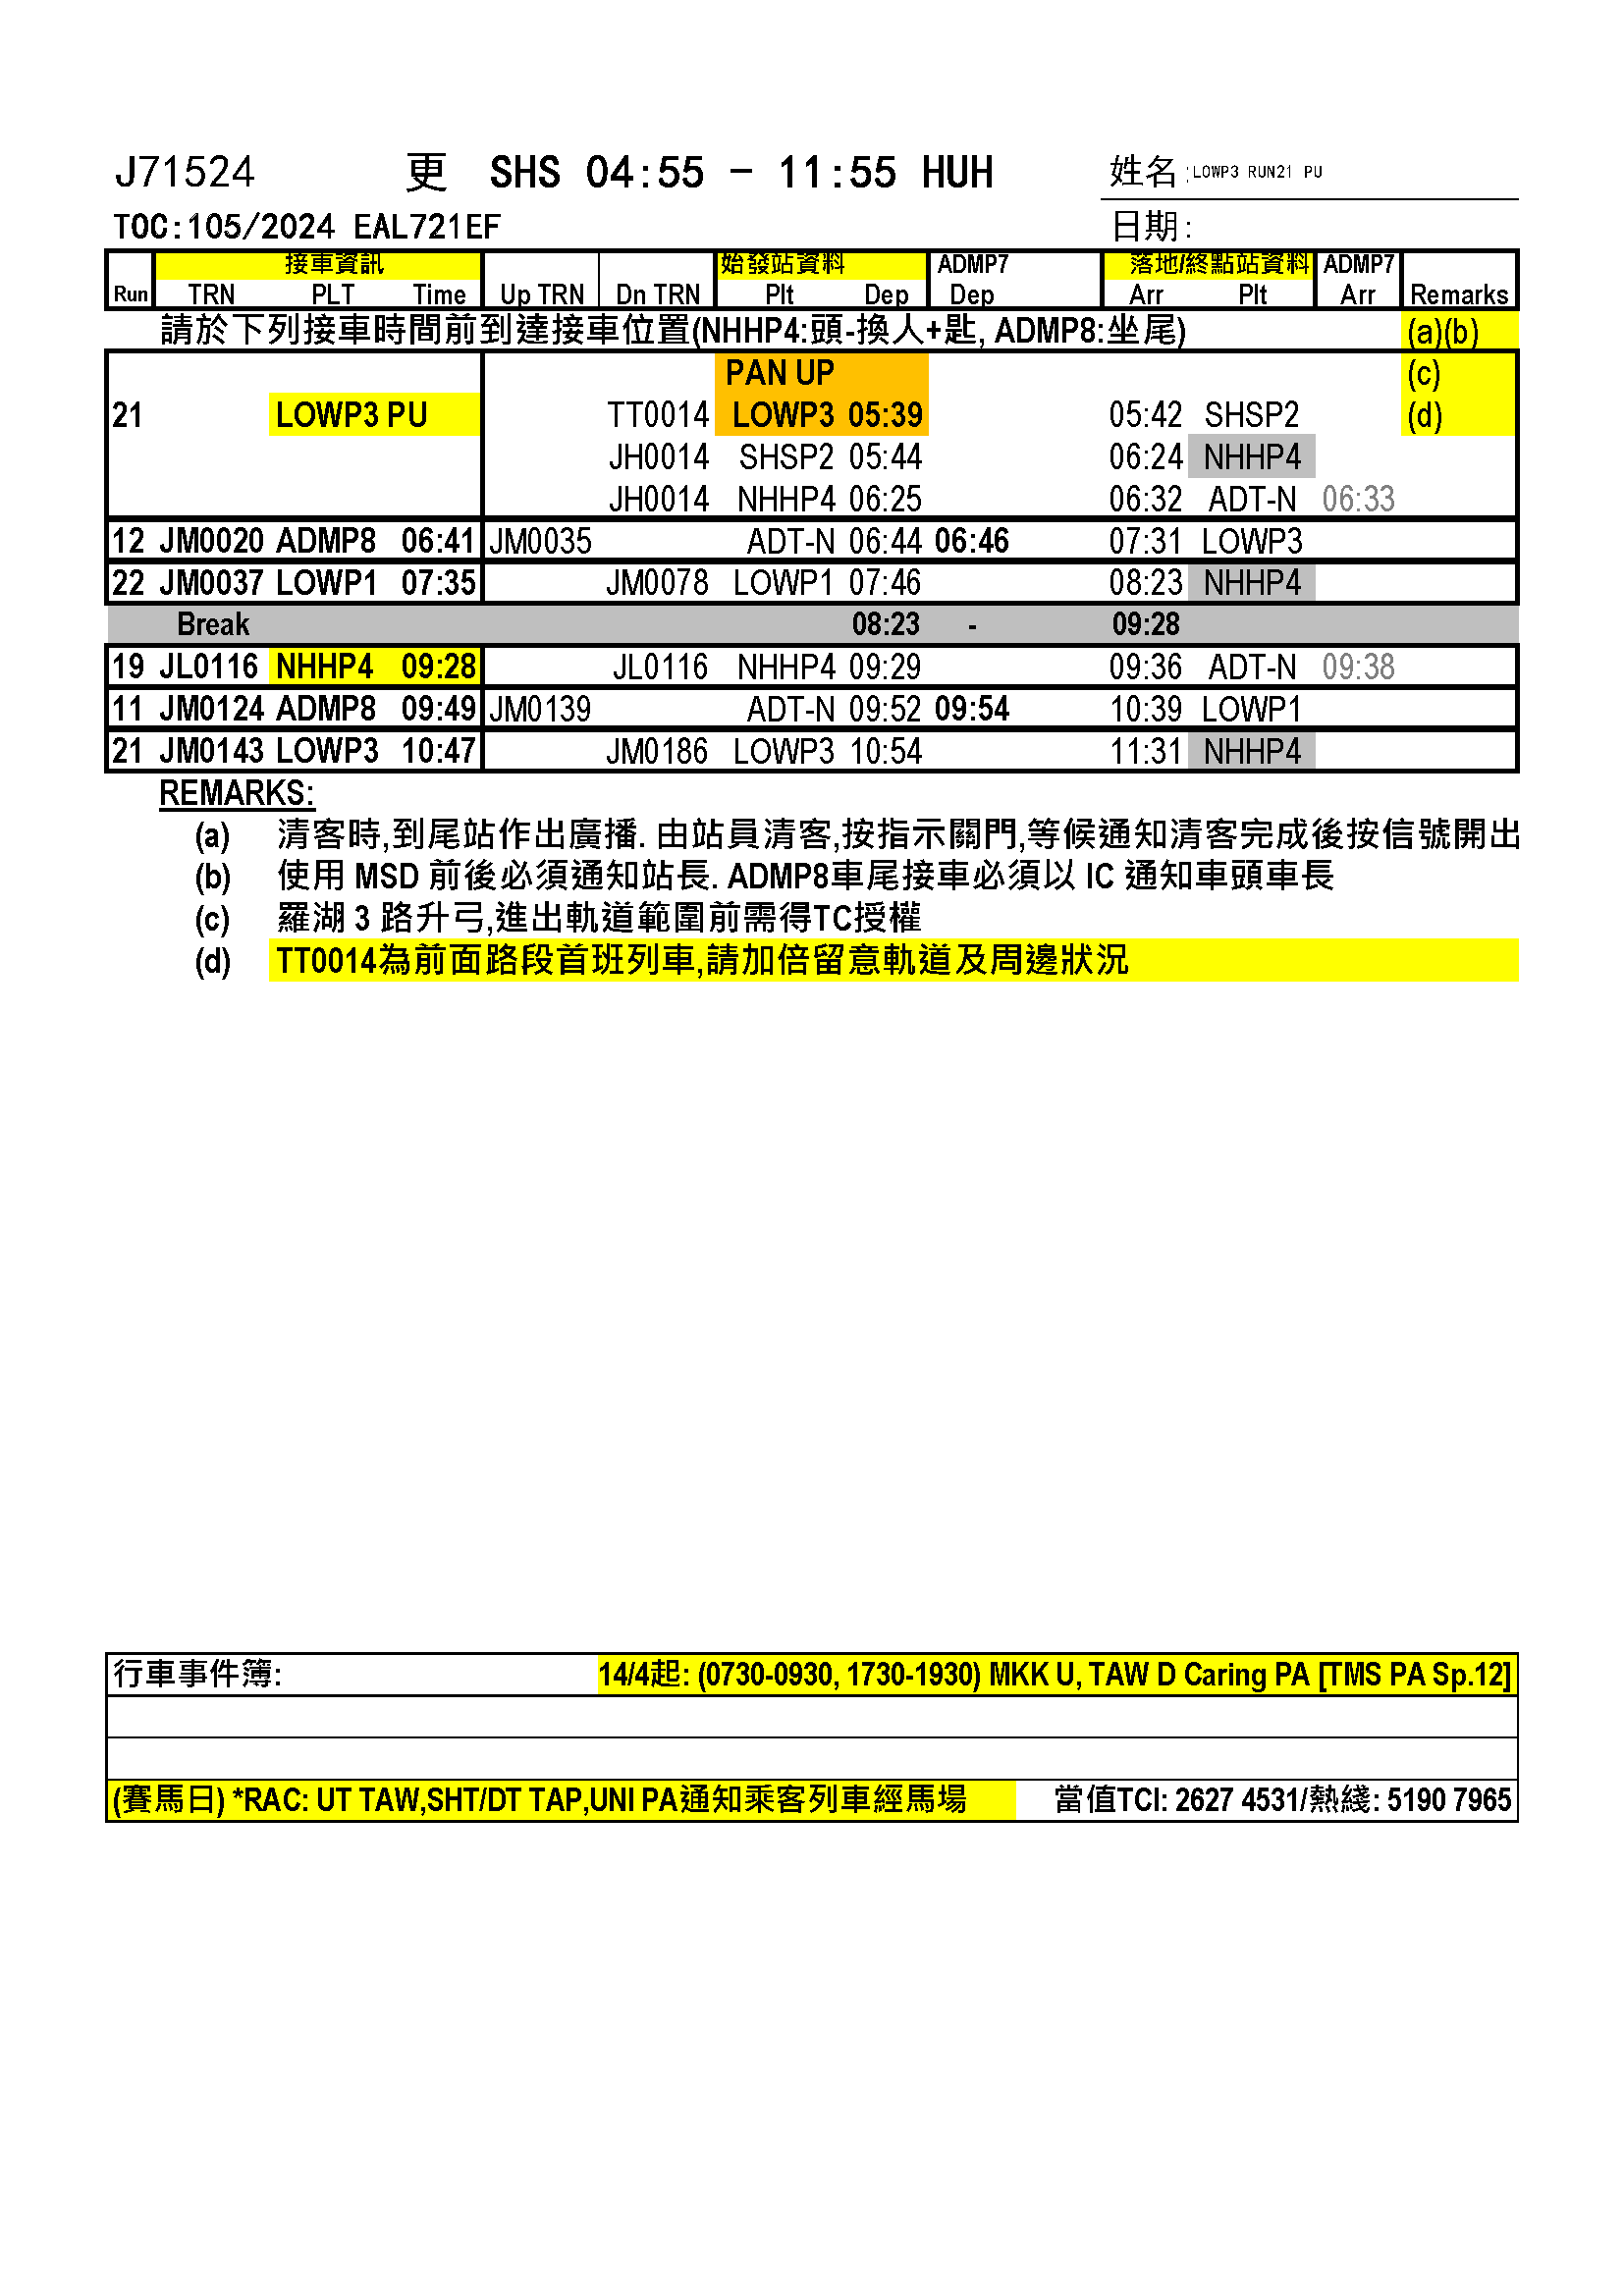 J71524 更 SHS 04:55 - 11:55 HUH 姓名:LOWP3 RUN21 PU
TOC:105/2024 EAL721EF 日期:
接車資訊 始發站資料 ADMP7 落地/終點站資料 ADMP7
Run TRN PLT Time Up TRN Dn TRN Plt Dep Dep Arr Plt Arr Remarks
請於下列接車時間前到達接車位置(NHHP4:頭-換人+匙, ADMP8:坐尾) (a)(b)
PAN UP (c)
21 LOWP3 PU TT0014 LOWP3 05:39 05:42 SHSP2 (d)
JH0014 SHSP2 05:44 06:24 NHHP4
JH0014 NHHP4 06:25 06:32 ADT-N 06:33
12 JM0020 ADMP8 06:41 JM0035 ADT-N 06:44 06:46 07:31 LOWP3
22 JM0037 LOWP1 07:35 JM0078 LOWP1 07:46 08:23 NHHP4
Break 08:23 - 09:28
19 JL0116 NHHP4 09:28 JL0116 NHHP4 09:29 09:36 ADT-N 09:38
11 JM0124 ADMP8 09:49 JM0139 ADT-N 09:52 09:54 10:39 LOWP1
21 JM0143 LOWP3 10:47 JM0186 LOWP3 10:54 11:31 NHHP4
REMARKS:
(a) 清客時,到尾站作出廣播. 由站員清客,按指示關門,等候通知清客完成後按信號開出
(b) 使用 MSD 前後必須通知站長. ADMP8車尾接車必須以 IC 通知車頭車長
(c) 羅湖 3 路升弓,進出軌道範圍前需得TC授權
(d) TT0014為前面路段首班列車,請加倍留意軌道及周邊狀況
行車事件簿: 14/4起: (0730-0930, 1730-1930) MKK U, TAW D Caring PA [TMS PA Sp.12]
(賽馬日) *RAC: UT TAW,SHT/DT TAP,UNI PA通知乘客列車經馬場 當值TCI: 2627 4531/熱綫: 5190 7965